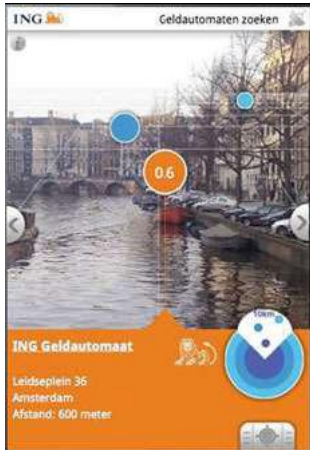 ING
Geldautomaten zoeken
i
0.6
10km
ING Geldautomaat
Leidseplein 36
Amsterdam
Afstand: 600 meter